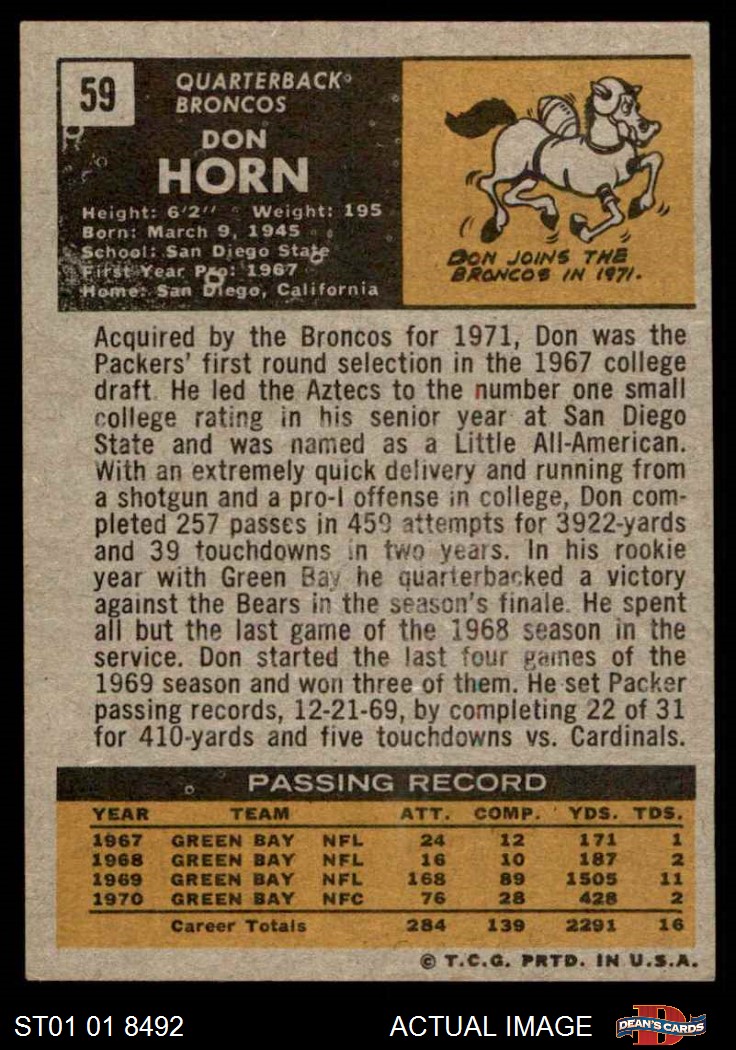 59
QUARTERBACK
BRONCOS
DON
HORN
Height: 6'2" Weight: 195
Born: March 9, 1945
School: San Diego State
First Year Pro: 1967
Home: San Diego, California
DON JOINS THE
BRONCOS IN 1971.
Acquired by the Broncos for 1971, Don was the
Packers' first round selection in the 1967 college
draft. He led the Aztecs to the number one small
college rating in his senior year at San Diego
State and was named as a Little All-American.
With an extremely quick delivery and running from
a shotgun and a pro-I offense in college, Don com-
pleted 257 passes in 459 attempts for 3922-yards
and 39 touchdowns in two years. In his rookie
year with Green Bay he quarterbacked a victory
against the Bears in the season's finale. He spent
all but the last game of the 1968 season in the
service. Don started the last four games of the
1969 season and won three of them. He set Packer
passing records, 12-21-69, by completing 22 of 31
for 410-yards and five touchdowns vs. Cardinals.
PASSING RECORD
YEAR TEAM ATT. COMP. YDS. TDS.
1967 GREEN BAY NFL 24 12 171 1
1968 GREEN BAY NFL 16 10 187 2
1969 GREEN BAY NFL 168 89 1505 11
1970 GREEN BAY NFC 76 28 428 2
Career Totals 284 139 2291 16
© T.C.G. PRTD. IN U.S.A.
ST01 01 8492 ACTUAL IMAGE D DEAN'S CARDS